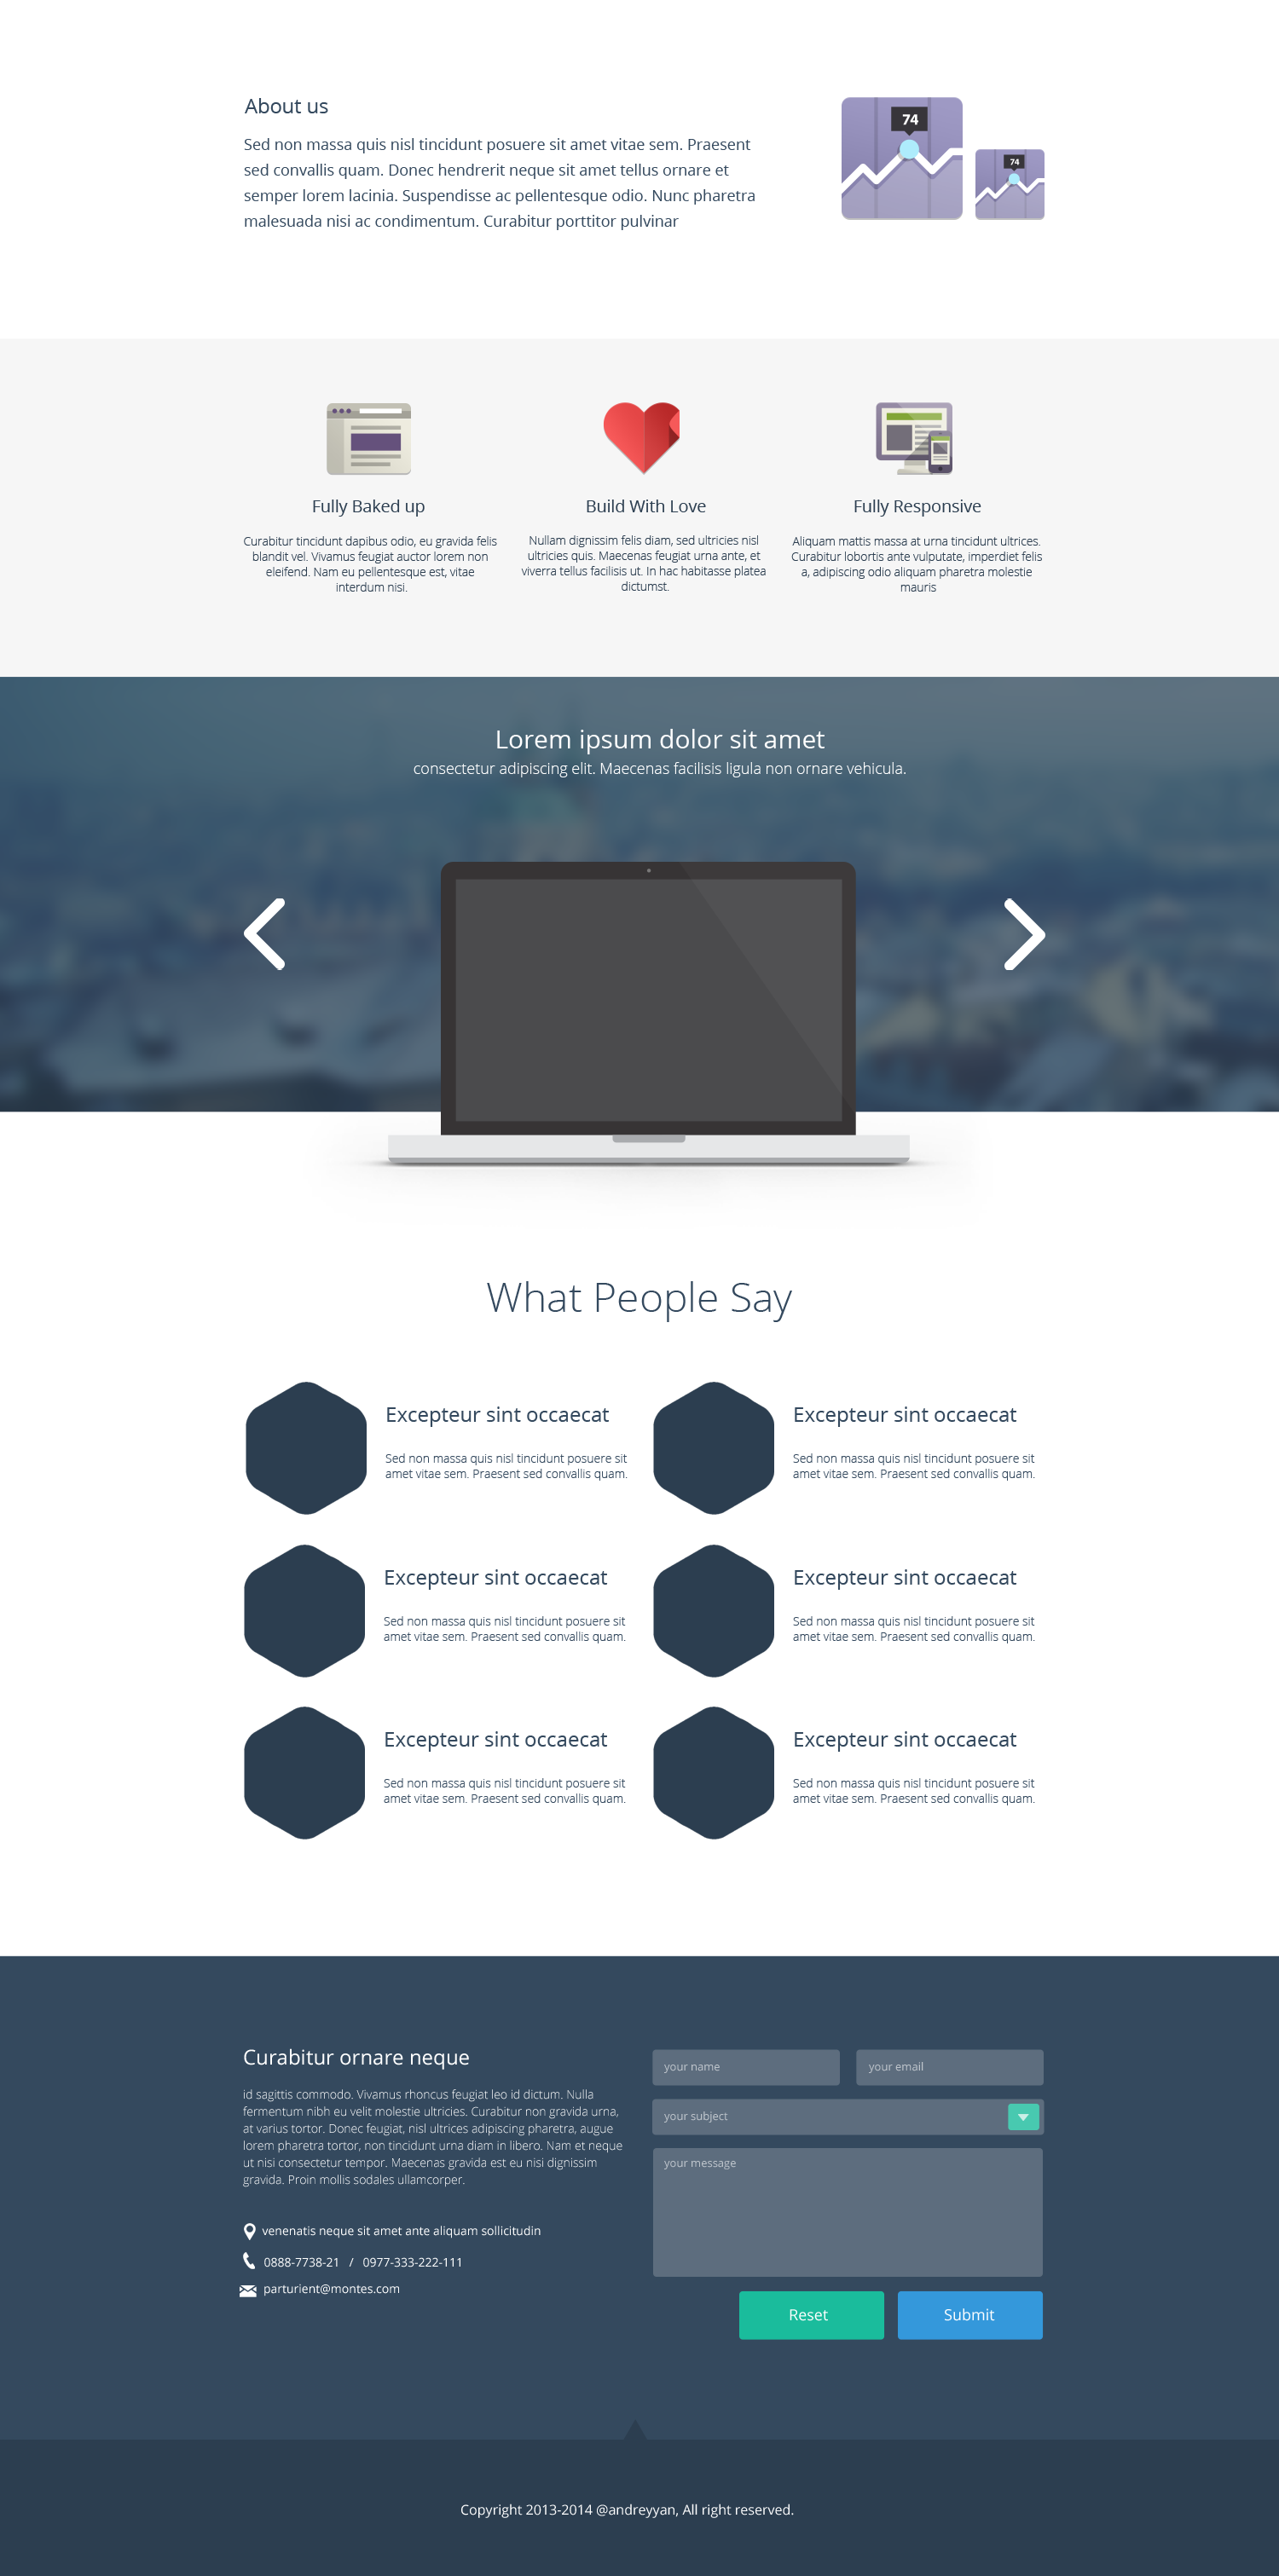 About us
Sed non massa quis nisl tincidunt posuere sit amet vitae sem. Praesent
sed convallis quam. Donec hendrerit neque sit amet tellus ornare et
semper lorem lacinia. Suspendisse ac pellentesque odio. Nunc pharetra
malesuada nisi ac condimentum. Curabitur porttitor pulvinar
74
74
Fully Baked up
Curabitur tincidunt dapibus odio, eu gravida felis
blandit vel. Vivamus feugiat auctor lorem non
eleifend. Nam eu pellentesque est, vitae
interdum nisi.
Build With Love
Nullam dignissim felis diam, sed ultricies nisl
ultricies quis. Maecenas feugiat urna ante, et
viverra tellus facilisis ut. In hac habitasse platea
dictumst.
Fully Responsive
Aliquam mattis massa at urna tincidunt ultrices.
Curabitur lobortis ante vulputate, imperdiet felis
a, adipiscing odio aliquam pharetra molestie
mauris
Lorem ipsum dolor sit amet
consectetur adipiscing elit. Maecenas facilisis ligula non ornare vehicula.
What People Say
Excepteur sint occaecat
Sed non massa quis nisl tincidunt posuere sit
amet vitae sem. Praesent sed convallis quam.
Excepteur sint occaecat
Sed non massa quis nisl tincidunt posuere sit
amet vitae sem. Praesent sed convallis quam.
Excepteur sint occaecat
Sed non massa quis nisl tincidunt posuere sit
amet vitae sem. Praesent sed convallis quam.
Excepteur sint occaecat
Sed non massa quis nisl tincidunt posuere sit
amet vitae sem. Praesent sed convallis quam.
Excepteur sint occaecat
Sed non massa quis nisl tincidunt posuere sit
amet vitae sem. Praesent sed convallis quam.
Excepteur sint occaecat
Sed non massa quis nisl tincidunt posuere sit
amet vitae sem. Praesent sed convallis quam.
Curabitur ornare neque
id sagittis commodo. Vivamus rhoncus feugiat leo id dictum. Nulla
fermentum nibh eu velit molestie ultricies. Curabitur non gravida urna,
at varius tortor. Donec feugiat, nisl ultrices adipiscing pharetra, augue
lorem pharetra tortor, non tincidunt urna diam in libero. Nam et neque
ut nisi consectetur tempor. Maecenas gravida est eu nisi dignissim
gravida. Proin mollis sodales ullamcorper.
venenatis neque sit amet ante aliquam sollicitudin
0888-7738-21 / 0977-333-222-111
parturient@montes.com
your name
your email
your subject
your message
Reset
Submit
Copyright 2013-2014 @andreyyan, All right reserved.